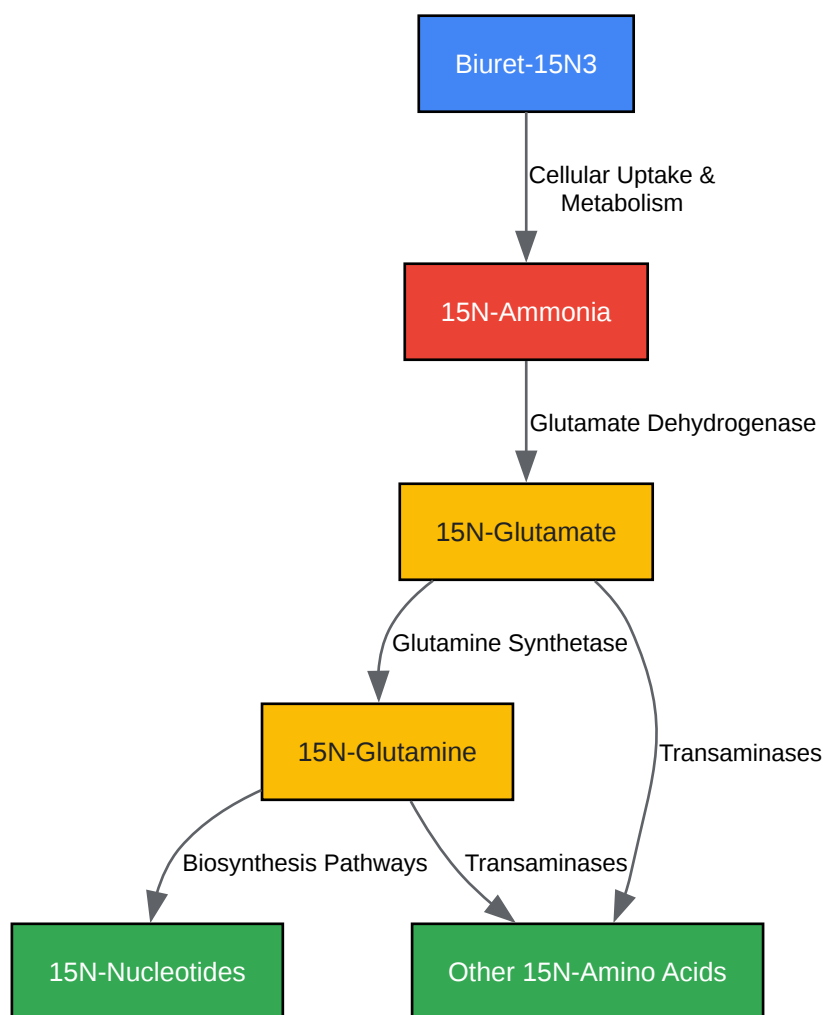 Biuret-15N3
Cellular Uptake &
Metabolism
15N-Ammonia
Glutamate Dehydrogenase
15N-Glutamate
Glutamine Synthetase
15N-Glutamine
Transaminases
Biosynthesis Pathways
Transaminases
15N-Nucleotides
Other 15N-Amino Acids